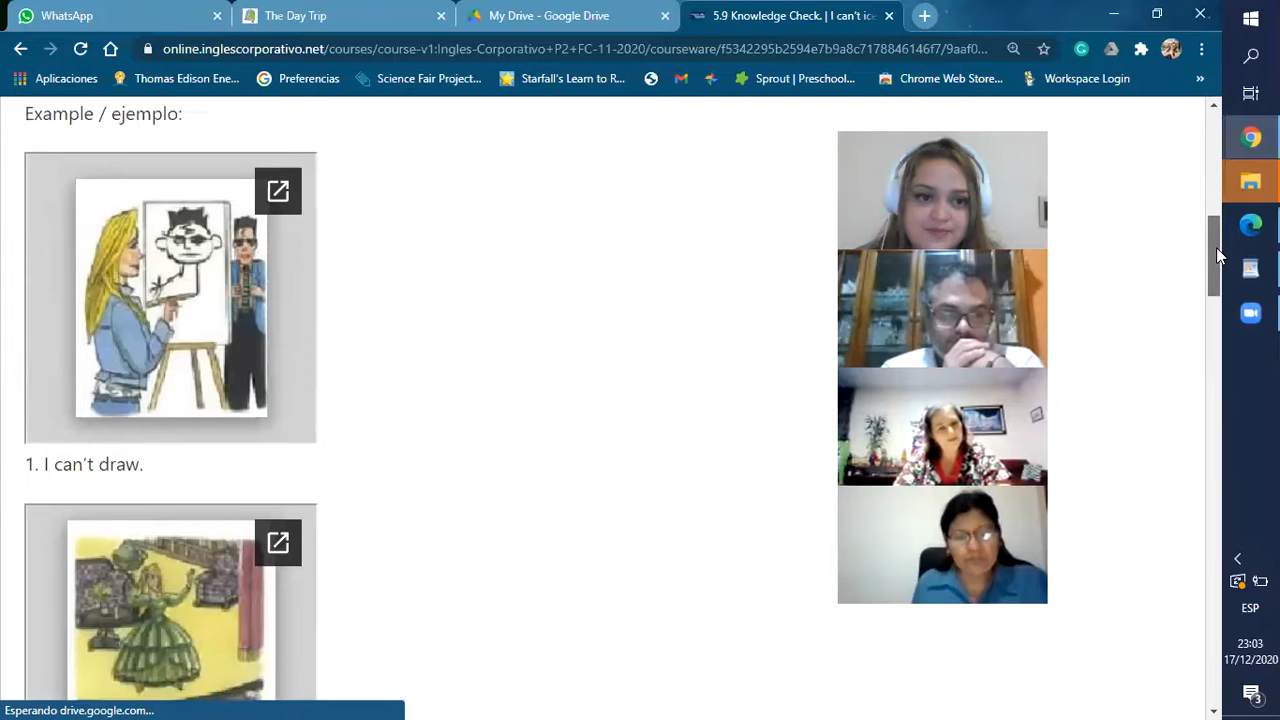 WhatsApp
The Day Trip
My Drive - Google Drive
5.9 Knowledge Check. | I can't ice
online.inglescorporativo.net/courses/course-v1:Ingles-Corporativo+P2+FC-11-2020/courseware/f5342295b2594e7b9a8c7178846146f7/9aaf0...
Aplicaciones
Thomas Edison Ene...
Preferencias
Science Fair Project...
Starfall's Learn to R...
Sprout | Preschool...
Chrome Web Store...
Workspace Login
»
Example / ejemplo:
1. I can't draw.
ESP
23:03
17/12/2020
3
Esperando drive.google.com...